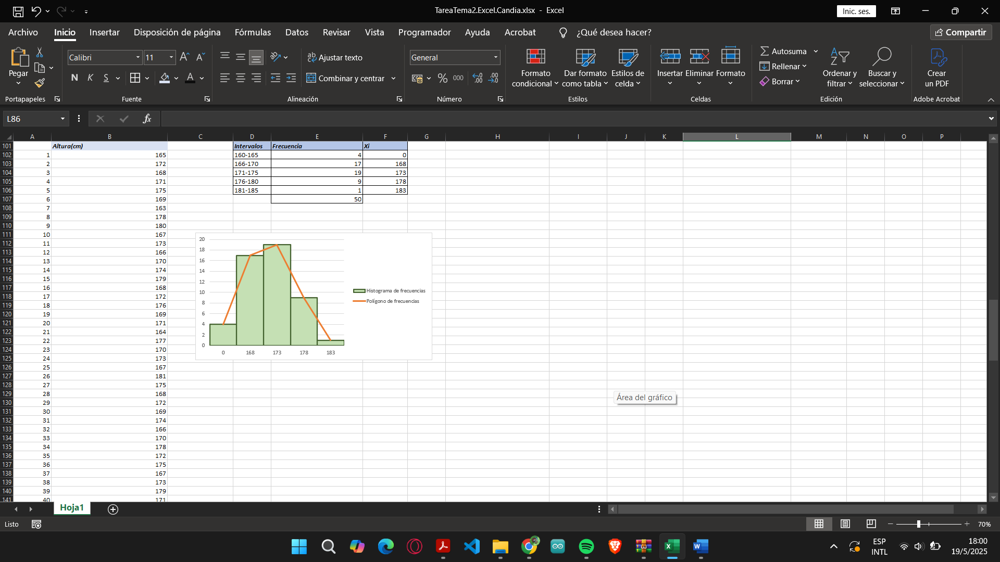 TareaTema2.Excel.Candia.xlsx - Excel
Inic. ses.
Archivo Inicio Insertar Disposición de página Fórmulas Datos Revisar Vista Programador Ayuda Acrobat ¿Qué desea hacer? Compartir
Pegar
Portapapeles
Calibri 11
N K S A
Fuente
Ajustar texto
Combinar y centrar
Alineación
General
% 000
Número
Formato condicional
Dar formato como tabla
Estilos de celda
Estilos
Insertar Eliminar Formato
Celdas
Autosuma
Rellenar
Borrar
Ordenar y filtrar
Buscar y seleccionar
Edición
Crear un PDF
Adobe Acrobat
L86 fx
A B C D E F G H I J K L M N O P
101 Altura(cm) Intervalos Frecuencia Xi
102 1 165 160-165 4 0
103 2 172 166-170 17 168
104 3 168 171-175 19 173
105 4 171 176-180 9 178
106 5 175 181-185 1 183
107 6 169 50
108 7 163
109 8 178
110 9 180
111 10 167
112 11 173
113 12 166
114 13 170
115 14 174
116 15 179
117 16 168
118 17 172
119 18 176
120 19 169
121 20 171
122 21 164
123 22 177
124 23 170
125 24 173
126 25 167
127 26 181
128 27 175
129 28 168
130 29 172
131 30 169
132 31 174
133 32 166
134 33 170
135 34 178
136 35 172
137 36 175
138 37 167
139 38 173
140 39 179
141 40 171
20
18
16
14
12
10
8
6
4
2
0
0 168 173 178 183
Histograma de frecuencias
Polígono de frecuencias
Área del gráfico
Hoja1
Listo
70%
ESP
INTL
18:00
19/5/2025